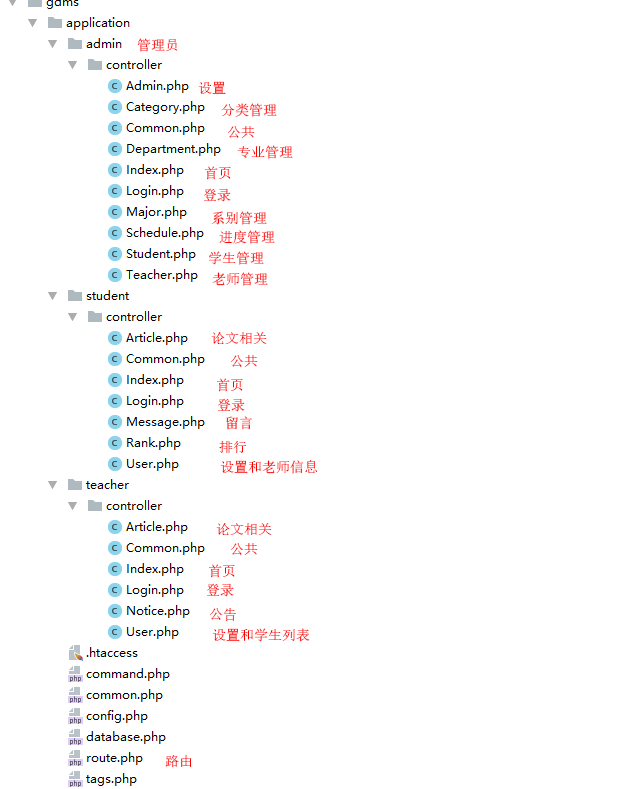 gdms
application
admin 管理员
controller
Admin.php 设置
Category.php 分类管理
Common.php 公共
Department.php 专业管理
Index.php 首页
Login.php 登录
Major.php 系别管理
Schedule.php 进度管理
Student.php 学生管理
Teacher.php 老师管理
student
controller
Article.php 论文相关
Common.php 公共
Index.php 首页
Login.php 登录
Message.php 留言
Rank.php 排行
User.php 设置和老师信息
teacher
controller
Article.php 论文相关
Common.php 公共
Index.php 首页
Login.php 登录
Notice.php 公告
User.php 设置和学生列表
.htaccess
command.php
common.php
config.php
database.php
route.php 路由
tags.php